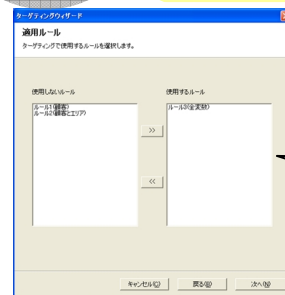 ターゲティングウィザード
適用ルール
ターゲティングで使用するルールを選択します。
使用しないルール
使用するルール
ルール1(顧客)
ルール2(顧客とエリア)
ルール3(全変数)
>>
<<
キャンセル(C)
戻る(B)
次へ(N)